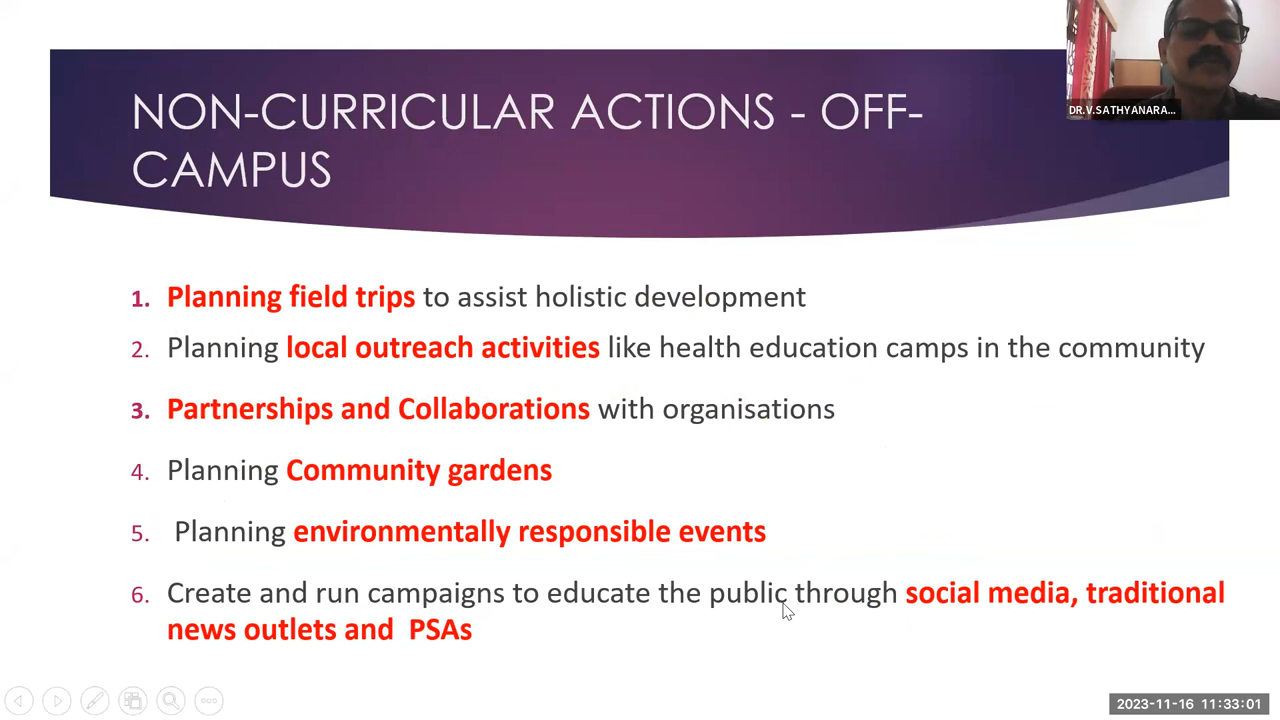 DR.V.SATHYANARA...
NON-CURRICULAR ACTIONS - OFF-
CAMPUS
1. Planning field trips to assist holistic development
2. Planning local outreach activities like health education camps in the community
3. Partnerships and Collaborations with organisations
4. Planning Community gardens
5. Planning environmentally responsible events
6. Create and run campaigns to educate the public through social media, traditional
news outlets and PSAs
2023-11-16 11:33:01